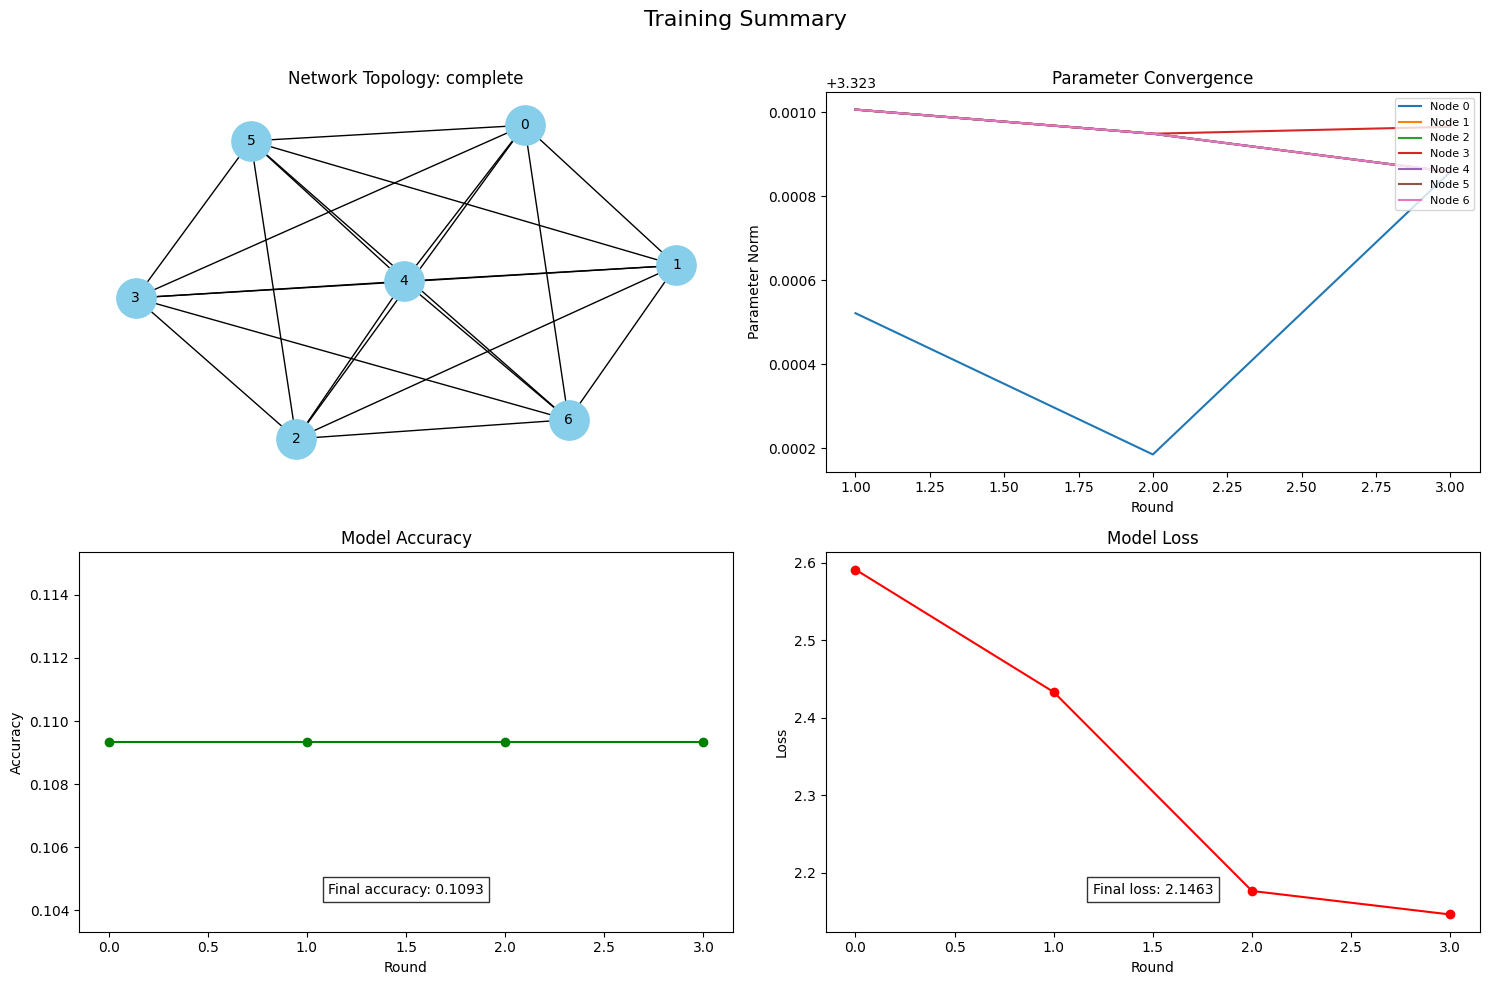 Training Summary
Network Topology: complete
0
5
1
4
3
6
2
Parameter Convergence
+3.323
0.0010
0.0008
0.0006
0.0004
0.0002
Parameter Norm
Node 0
Node 1
Node 2
Node 3
Node 4
Node 5
Node 6
1.00 1.25 1.50 1.75 2.00 2.25 2.50 2.75 3.00
Round
Model Accuracy
0.114
0.112
0.110
0.108
0.106
0.104
Accuracy
Final accuracy: 0.1093
0.0 0.5 1.0 1.5 2.0 2.5 3.0
Round
Model Loss
2.6
2.5
2.4
2.3
2.2
Loss
Final loss: 2.1463
0.0 0.5 1.0 1.5 2.0 2.5 3.0
Round